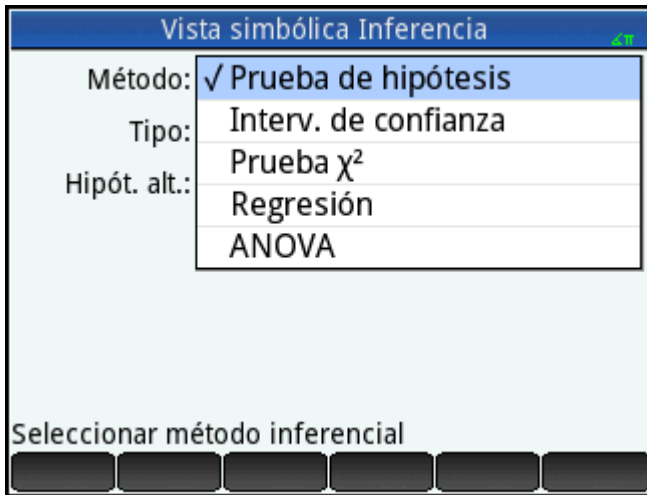 Vista simbólica Inferencia
∡π
Método: √ Prueba de hipótesis
Tipo: Interv. de confianza
Prueba χ²
Hipót. alt.: Regresión
ANOVA
Seleccionar método inferencial